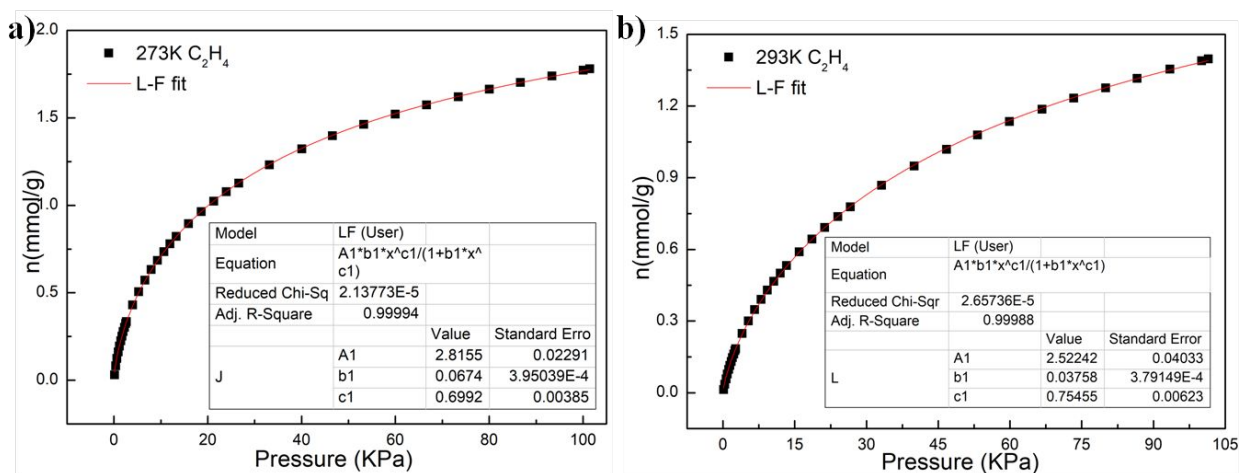 a)
n(mmol/g)
2.0
1.5
1.0
0.5
0.0
273K C₂H₄
L-F fit
Model LF (User)
Equation A1*b1*x^c1/(1+b1*x^
c1)
Reduced Chi-Sq 2.13773E-5
Adj. R-Square 0.99994
Value Standard Erro
J A1 2.8155 0.02291
b1 0.0674 3.95039E-4
c1 0.6992 0.00385
0 20 40 60 80 100
Pressure (KPa)
b)
n(mmol/g)
1.5
1.2
0.9
0.6
0.3
0.0
293K C₂H₄
L-F fit
Model LF (User)
Equation A1*b1*x^c1/(1+b1*x^c1)
Reduced Chi-Sqr 2.65736E-5
Adj. R-Square 0.99988
Value Standard Error
L A1 2.52242 0.04033
b1 0.03758 3.79149E-4
c1 0.75455 0.00623
0 15 30 45 60 75 90 105
Pressure (KPa)